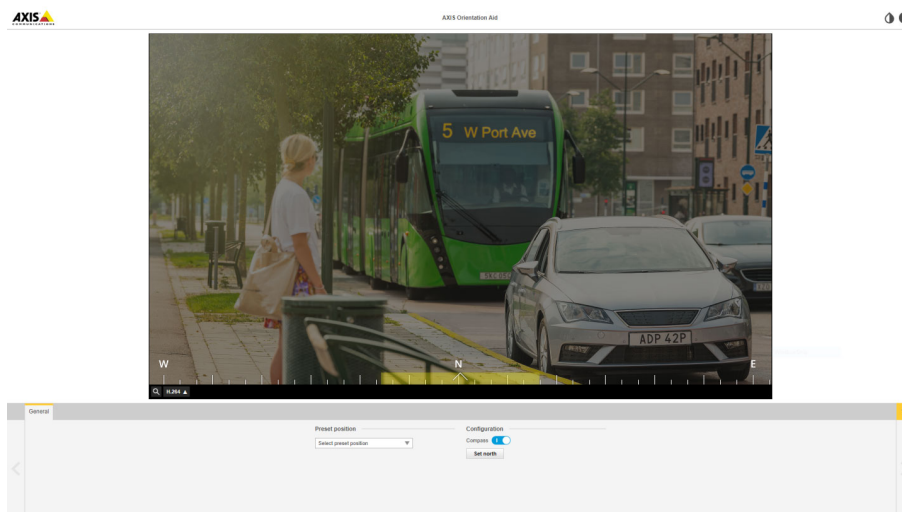 AXIS
COMMUNICATIONS
AXIS Orientation Aid
5 W Port Ave
ADP 42P
W N E
H.264
General
Preset position
Select preset position
Configuration
Compass
Set north